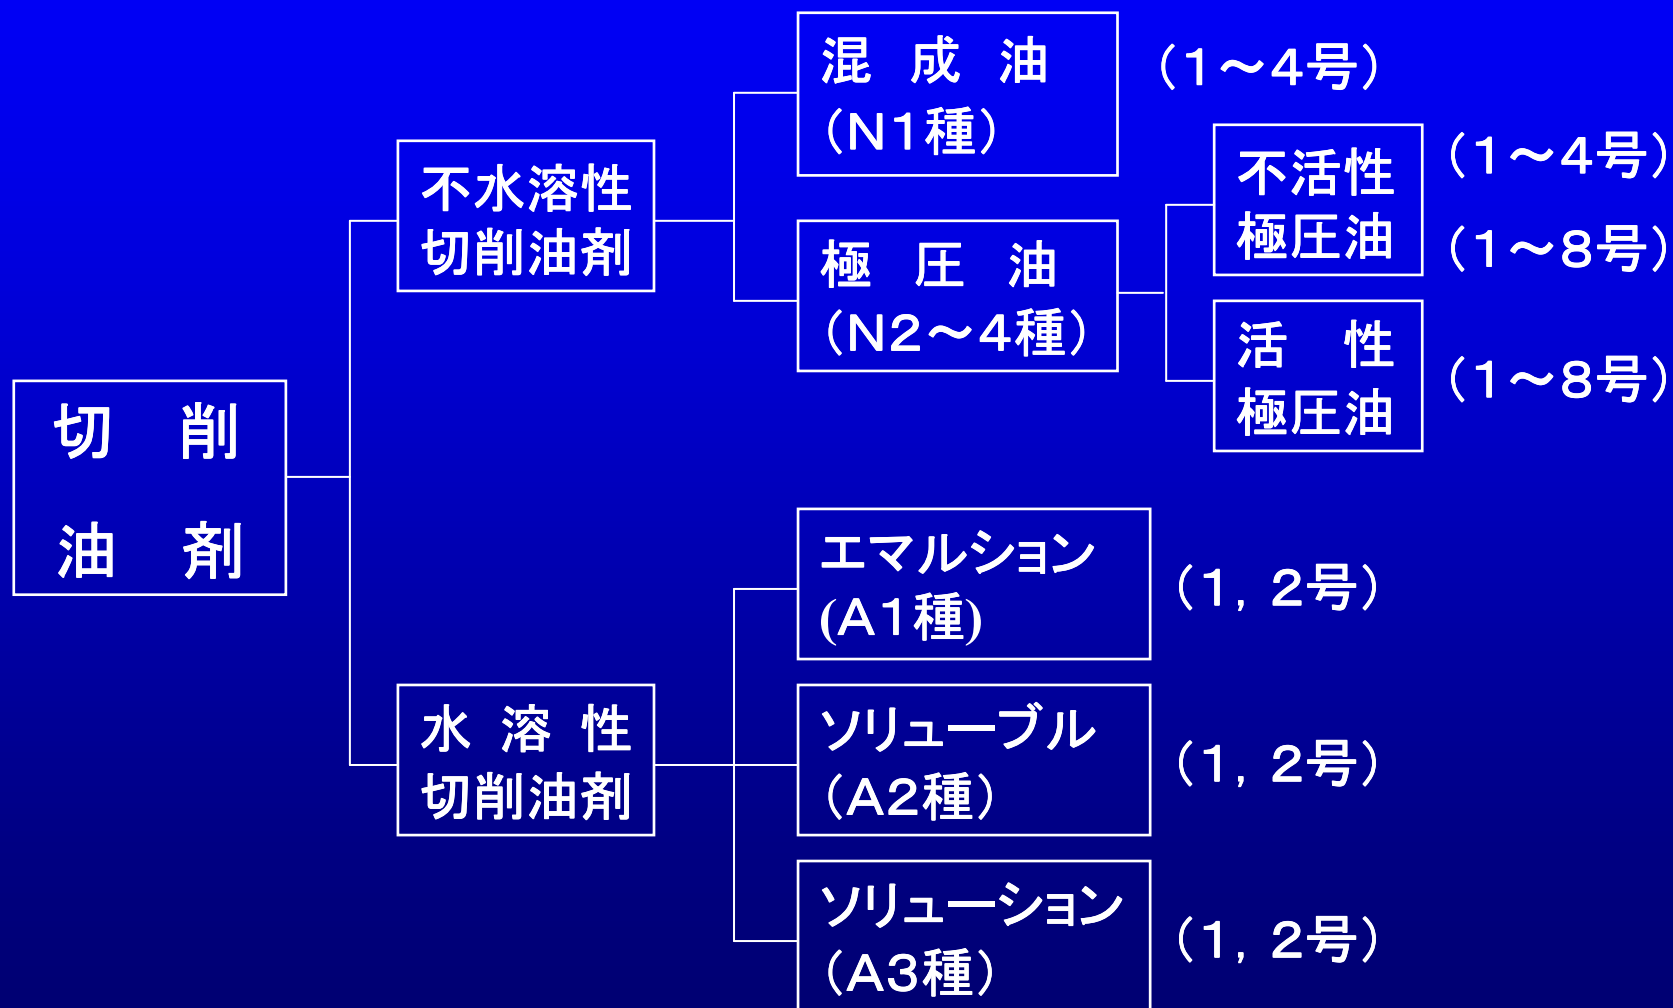 切削
油剤
不水溶性
切削油剤
混成油
（N1種）
（1～4号）
極圧油
（N2～4種）
不活性
極圧油
（1～4号）
（1～8号）
活性
極圧油
（1～8号）
水溶性
切削油剤
エマルション
(A1種)
（1，2号）
ソリューブル
（A2種）
（1，2号）
ソリューション
（A3種）
（1，2号）